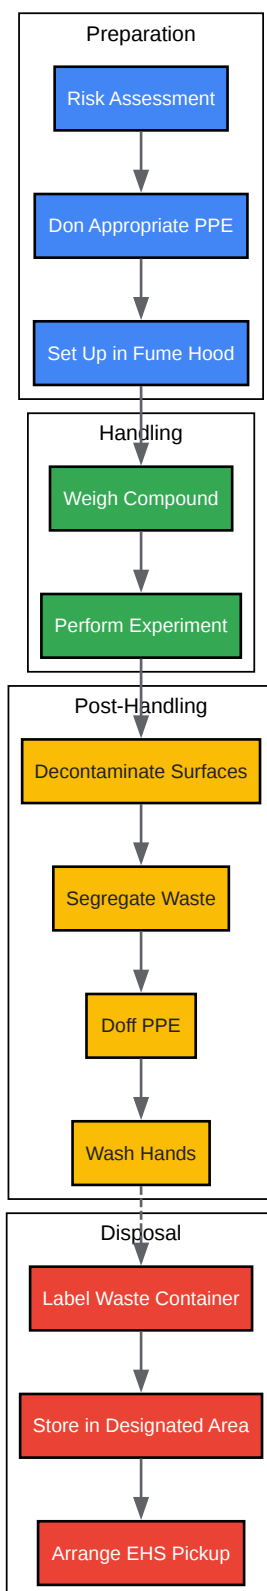 Preparation
Risk Assessment
Don Appropriate PPE
Set Up in Fume Hood
Handling
Weigh Compound
Perform Experiment
Post-Handling
Decontaminate Surfaces
Segregate Waste
Doff PPE
Wash Hands
Disposal
Label Waste Container
Store in Designated Area
Arrange EHS Pickup